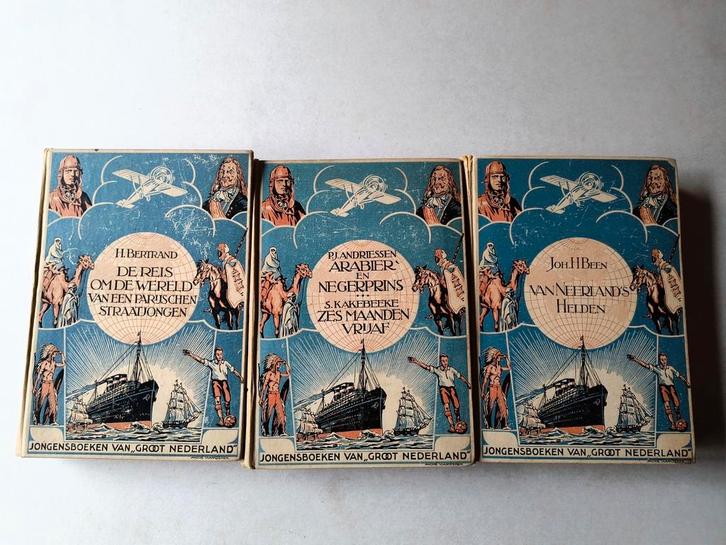 H. BERTRAND
DE REIS
OM DE WERELD
VAN EEN PARIJSCHEN
STRAATJONGEN
JONGENSBOEKEN VAN „GROOT NEDERLAND”
P.J. ANDRIESSEN
ARABIER
EN
NEGERPRINS
S. KAKEBEEKE
ZES MAANDEN
VRIJAF
JONGENSBOEKEN VAN „GROOT NEDERLAND”
JOH. H. BEEN
VAN NEERLAND'S
HELDEN
JONGENSBOEKEN VAN „GROOT NEDERLAND”